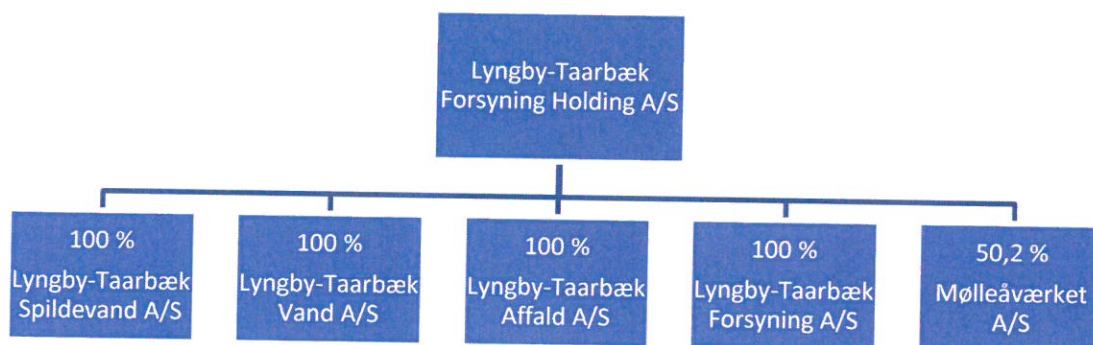 Lyngby-Taarbæk
Forsyning Holding A/S
100 %
Lyngby-Taarbæk
Spildevand A/S
100 %
Lyngby-Taarbæk
Vand A/S
100 %
Lyngby-Taarbæk
Affald A/S
100 %
Lyngby-Taarbæk
Forsyning A/S
50,2 %
Mølleåværket
A/S